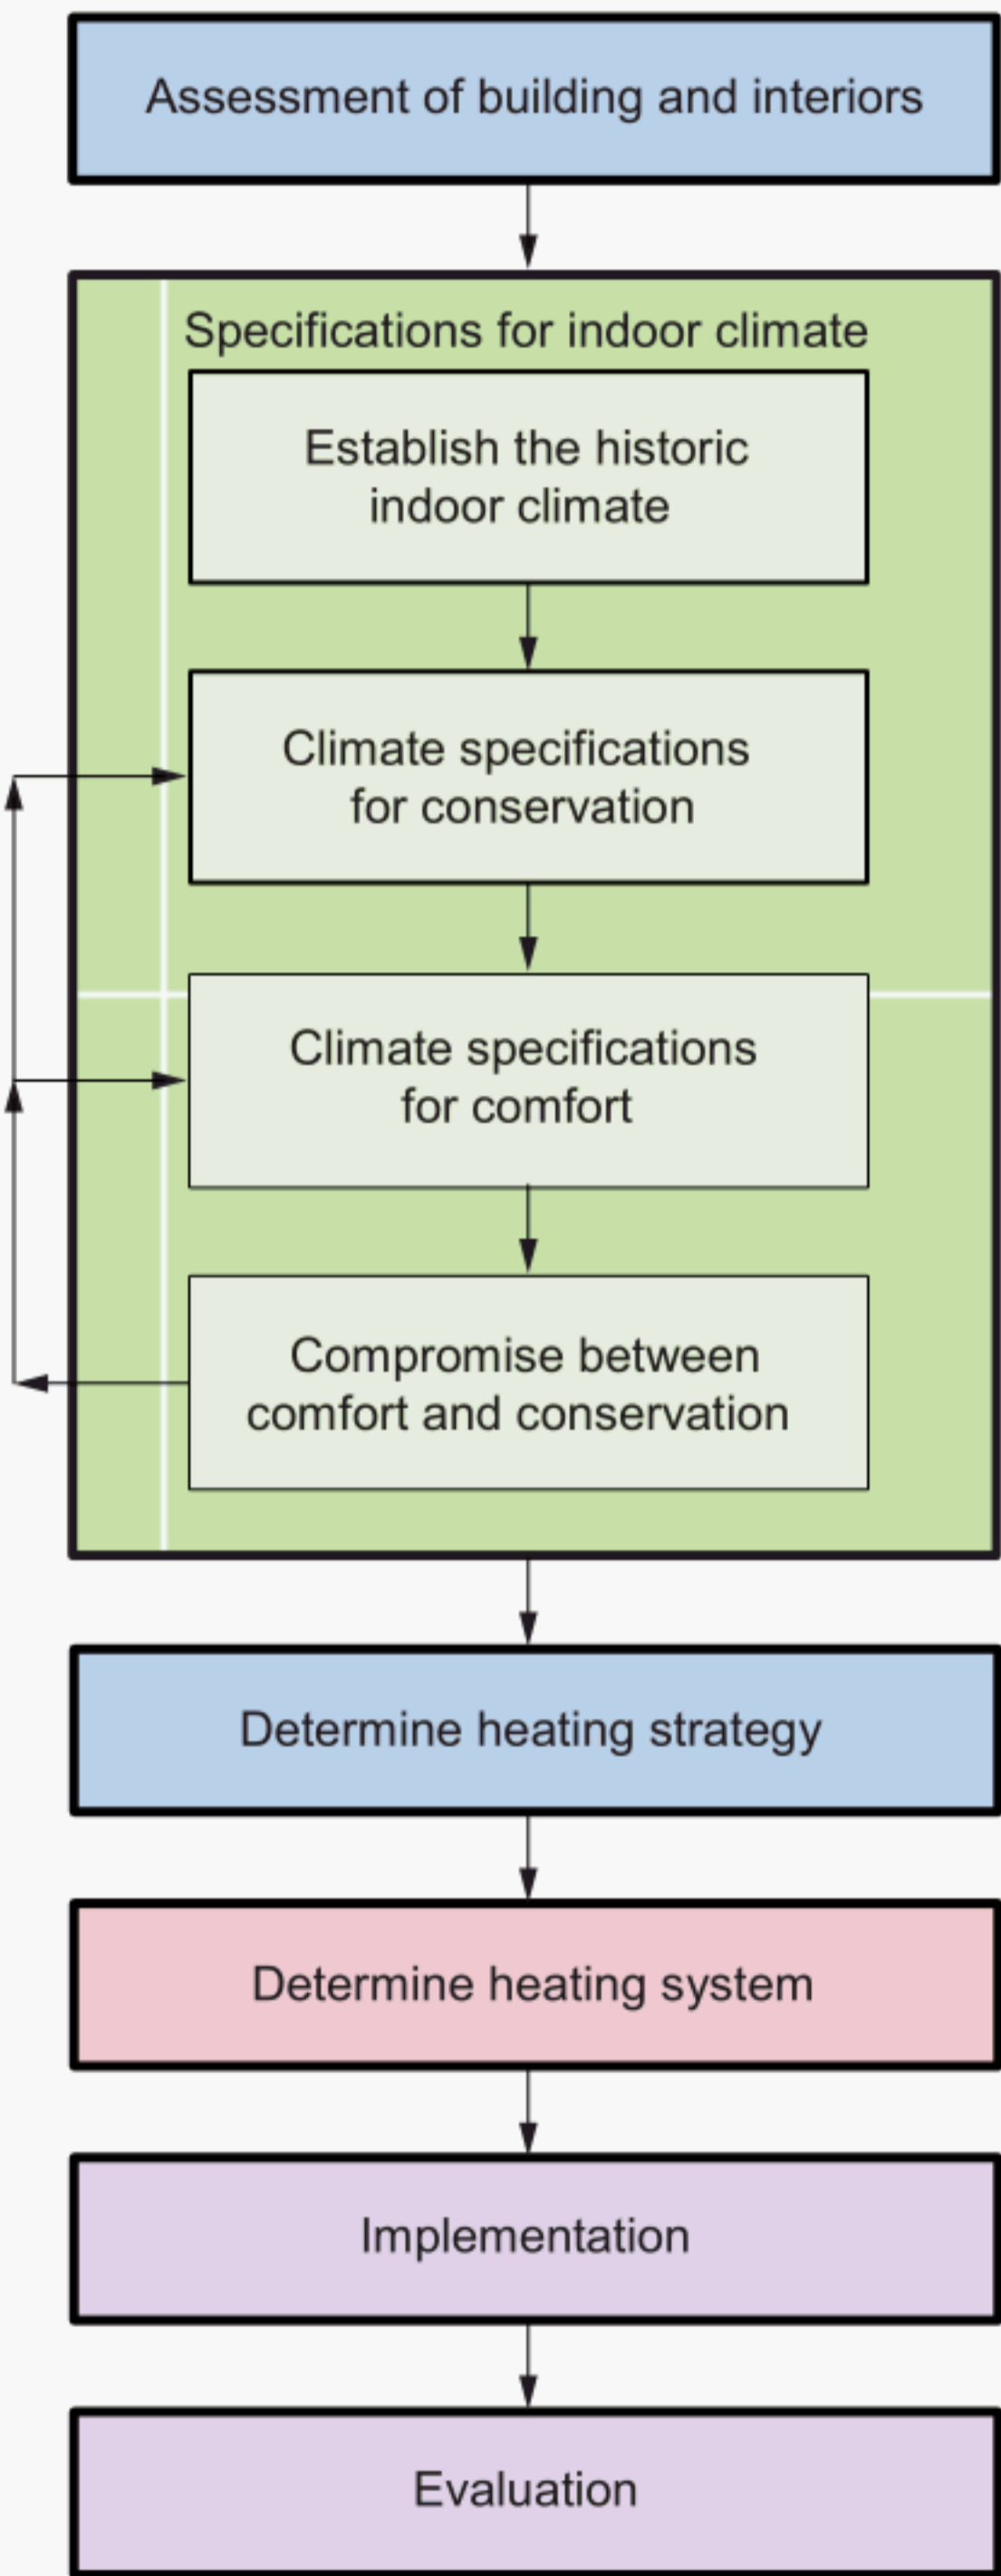 Assessment of building and interiors
Specifications for indoor climate
Establish the historic
indoor climate
Climate specifications
for conservation
Climate specifications
for comfort
Compromise between
comfort and conservation
Determine heating strategy
Determine heating system
Implementation
Evaluation